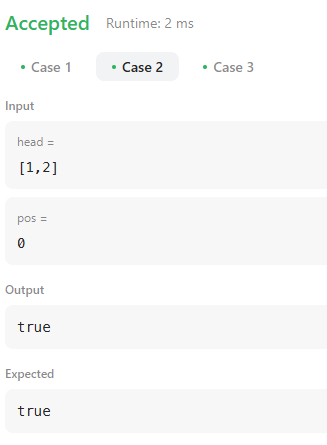 Accepted Runtime: 2 ms
• Case 1 • Case 2 • Case 3
Input
head =
[1,2]
pos =
0
Output
true
Expected
true